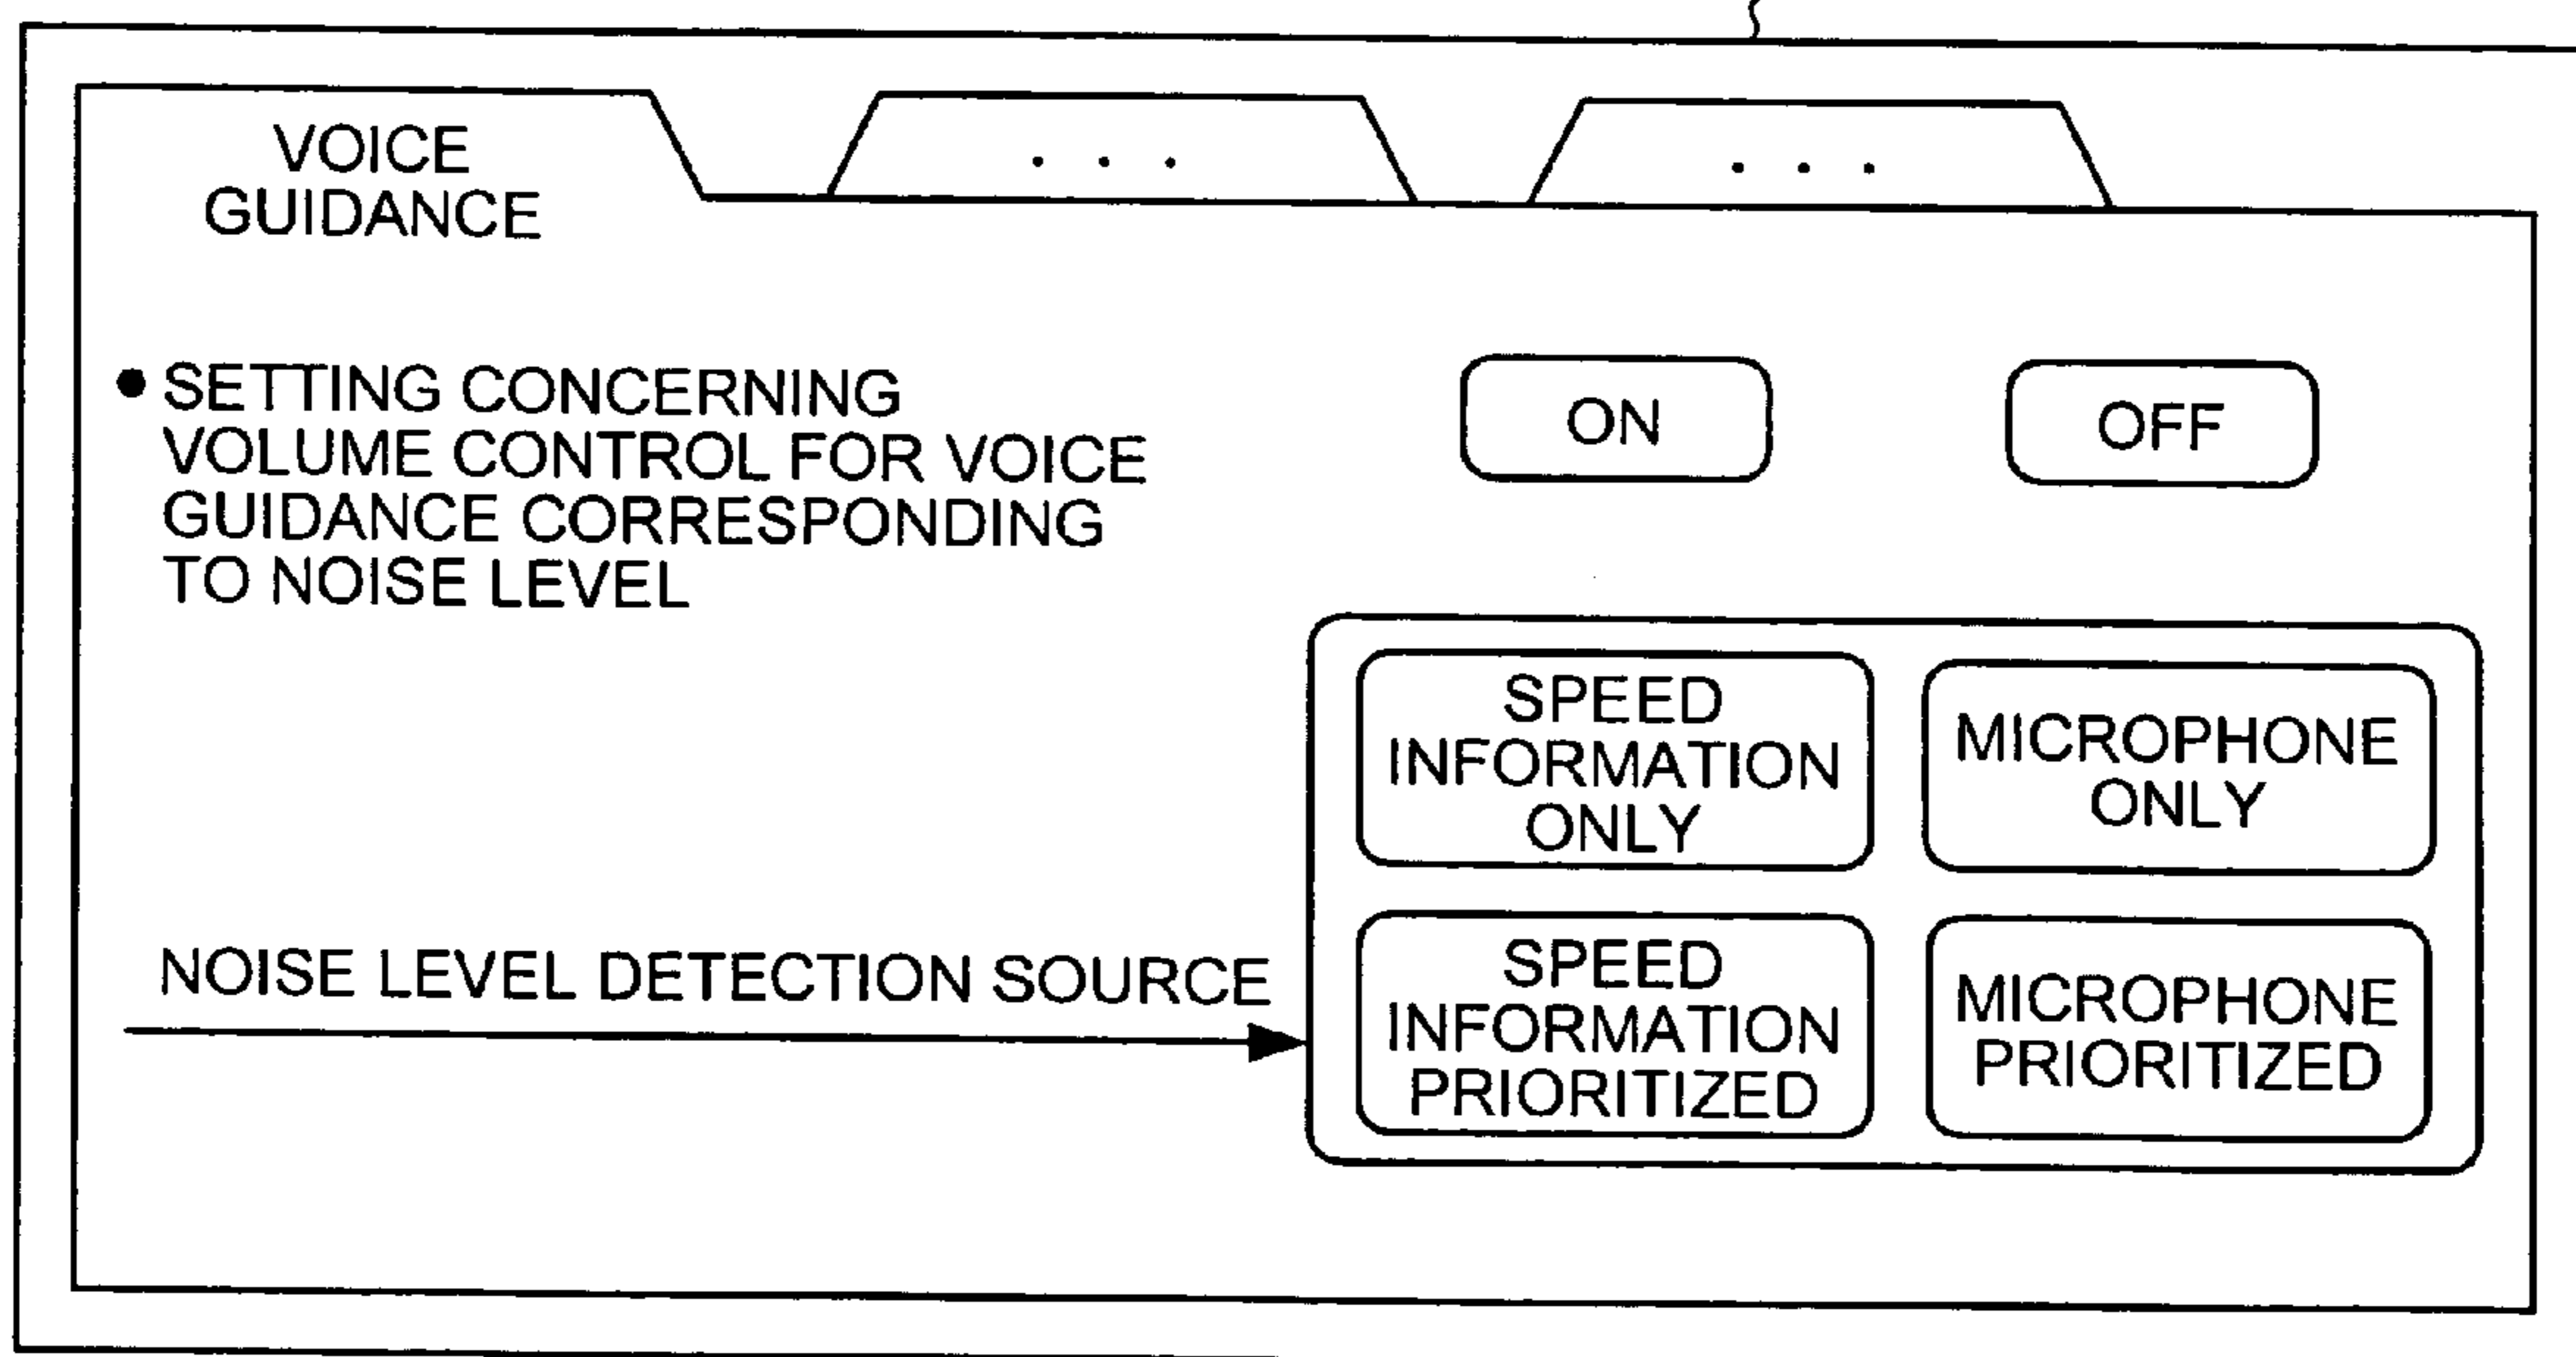 VOICE
GUIDANCE
. . .
. . .
● SETTING CONCERNING
VOLUME CONTROL FOR VOICE
GUIDANCE CORRESPONDING
TO NOISE LEVEL
ON
OFF
SPEED
INFORMATION
ONLY
MICROPHONE
ONLY
NOISE LEVEL DETECTION SOURCE
SPEED
INFORMATION
PRIORITIZED
MICROPHONE
PRIORITIZED